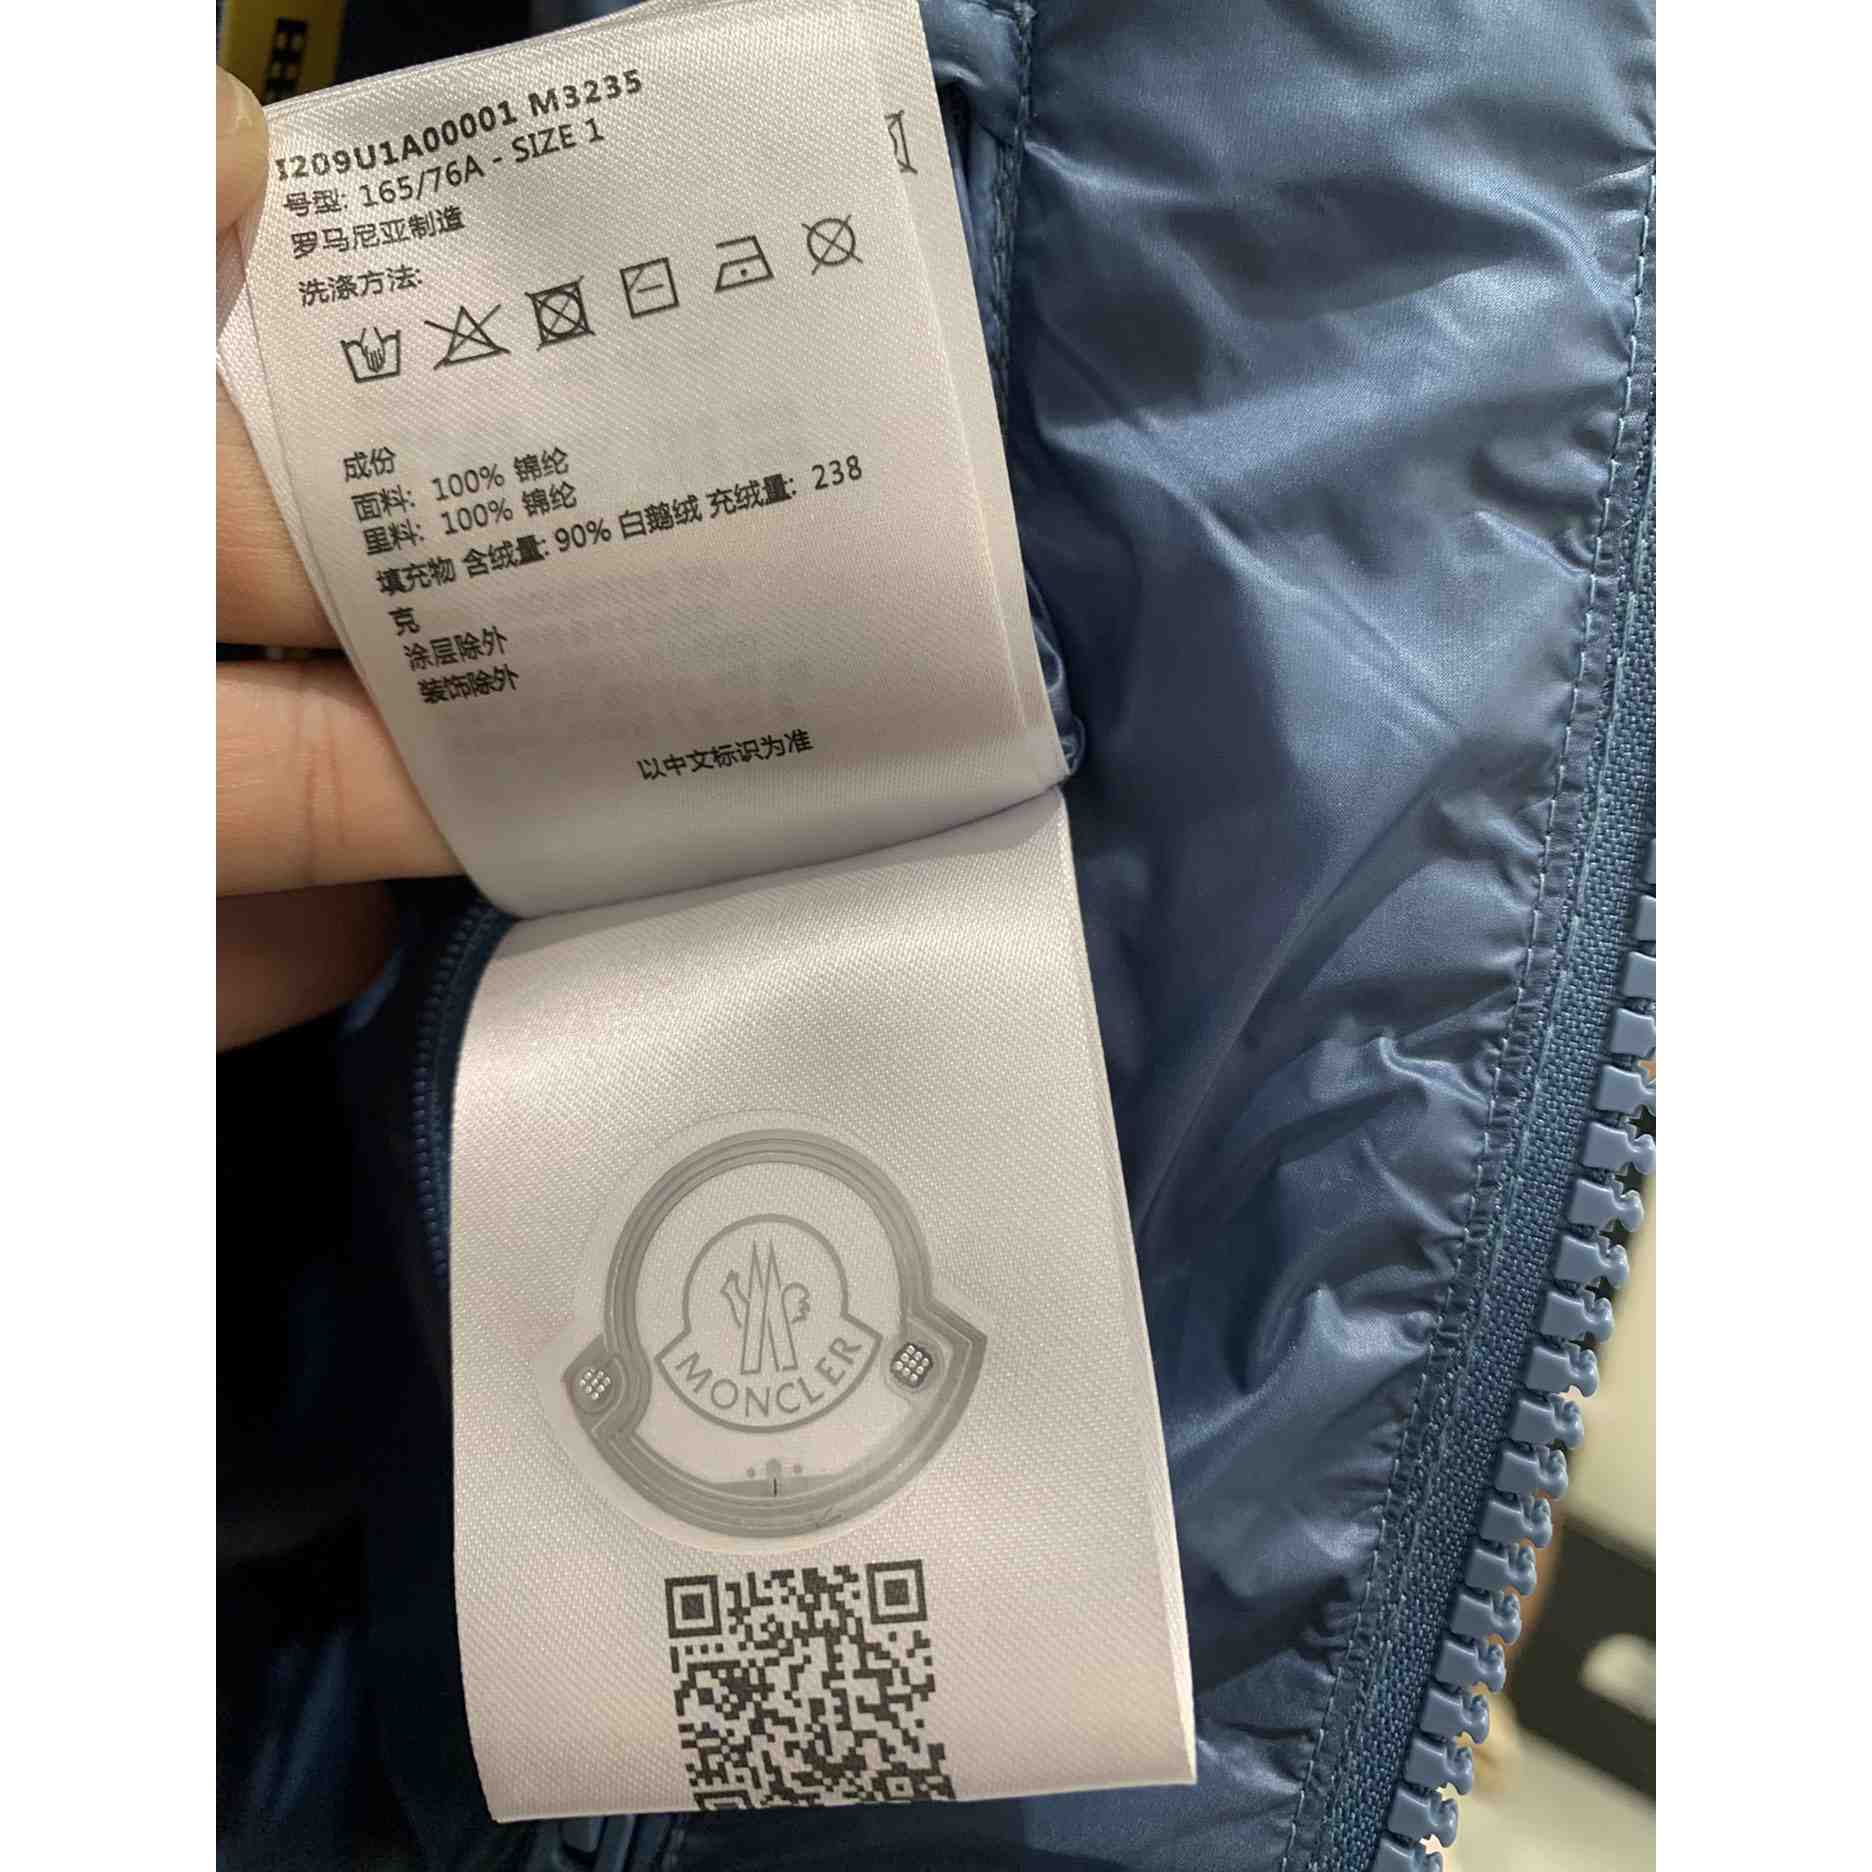 I209U1A00001 M3235
号型: 165/76A - SIZE 1
罗马尼亚制造
洗涤方法:
成份
面料: 100% 锦纶
里料: 100% 锦纶
填充物 含绒量: 90% 白鹅绒 充绒量: 238
克
涂层除外
装饰除外
以中文标识为准
MONCLER